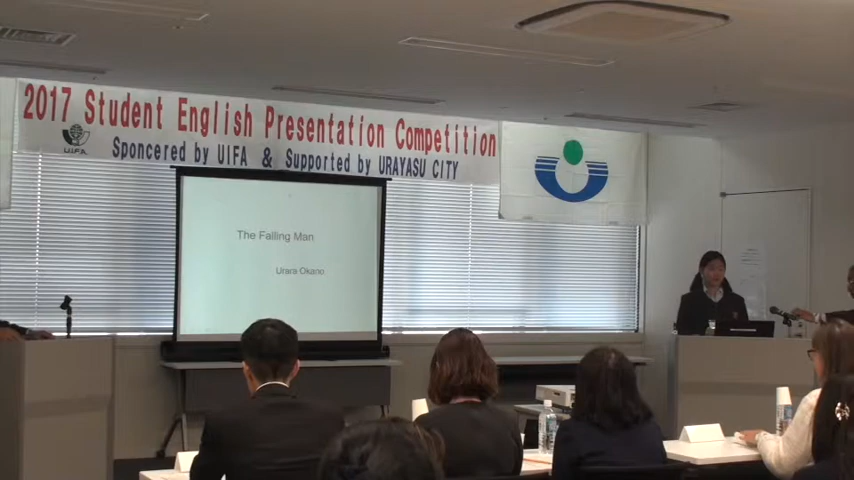 2017 Student English Presentation Competition
UIFA
Sponcered by UIFA & Supported by URAYASU CITY
The Falling Man
Urara Okano